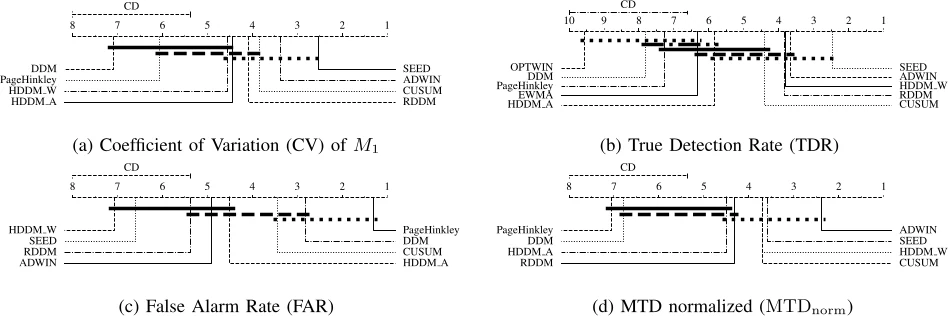 CD
8 7 6 5 4 3 2 1
DDM
PageHinkley
HDDM_W
HDDM_A
SEED
ADWIN
CUSUM
RDDM
(a) Coefficient of Variation (CV) of M1
CD
10 9 8 7 6 5 4 3 2 1
OPTWIN
DDM
PageHinkley
EWMA
HDDM_A
SEED
ADWIN
HDDM_W
RDDM
CUSUM
(b) True Detection Rate (TDR)
CD
8 7 6 5 4 3 2 1
HDDM_W
SEED
RDDM
ADWIN
PageHinkley
DDM
CUSUM
HDDM_A
(c) False Alarm Rate (FAR)
CD
8 7 6 5 4 3 2 1
PageHinkley
DDM
HDDM_A
RDDM
ADWIN
SEED
HDDM_W
CUSUM
(d) MTD normalized (MTDnorm)